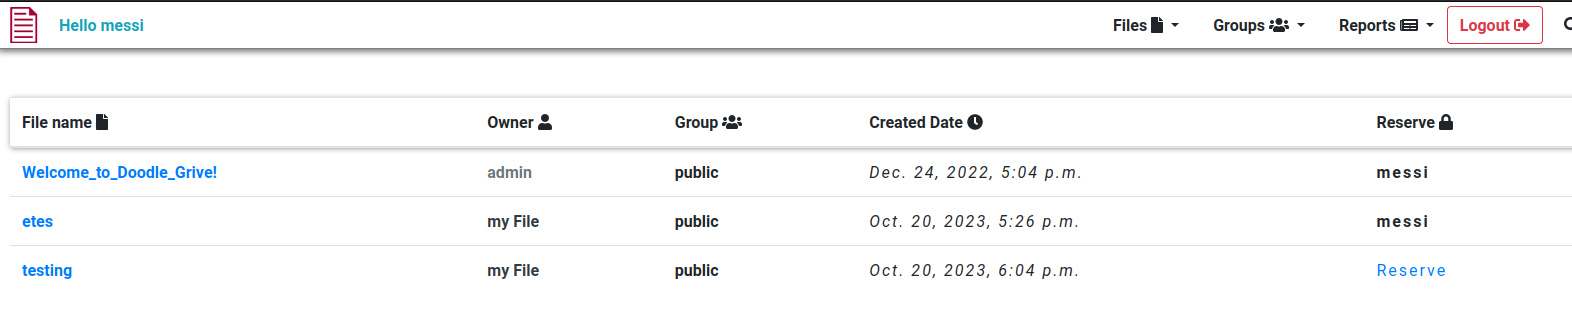 Hello messi Files Groups Reports Logout
File name Owner Group Created Date Reserve
Welcome_to_Doodle_Grive! admin public Dec. 24, 2022, 5:04 p.m. messi
etes my File public Oct. 20, 2023, 5:26 p.m. messi
testing my File public Oct. 20, 2023, 6:04 p.m. Reserve